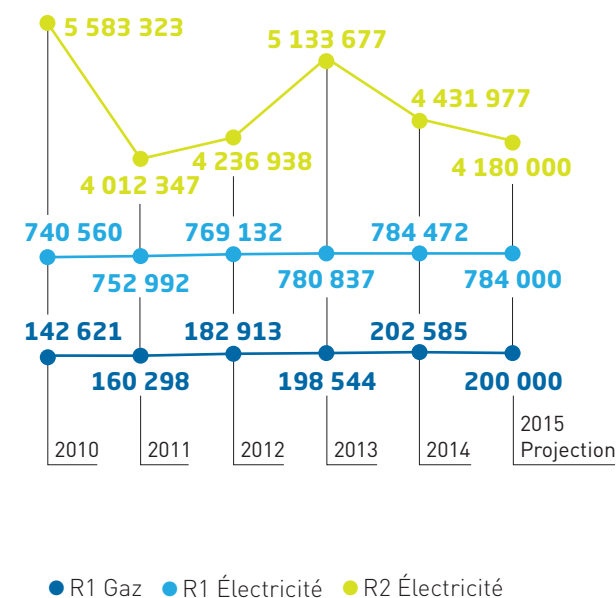 5 583 323
5 133 677
4 431 977
4 236 938
4 180 000
4 012 347
740 560
769 132
784 472
752 992
780 837
784 000
142 621
182 913
202 585
160 298
198 544
200 000
2010
2011
2012
2013
2014
2015
Projection
R1 Gaz
R1 Électricité
R2 Électricité